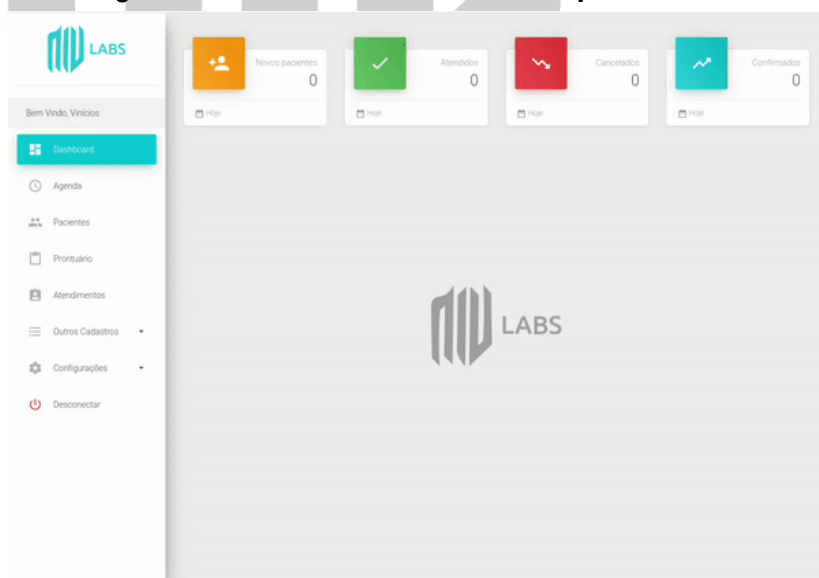 LABS
Bem Vindo, Vinícios
Dashboard
Agenda
Pacientes
Prontuário
Atendimentos
Outros Cadastros
Configurações
Desconectar
Novos pacientes
0
Hoje
Atendidos
0
Hoje
Cancelados
0
Hoje
Confirmados
0
Hoje
LABS